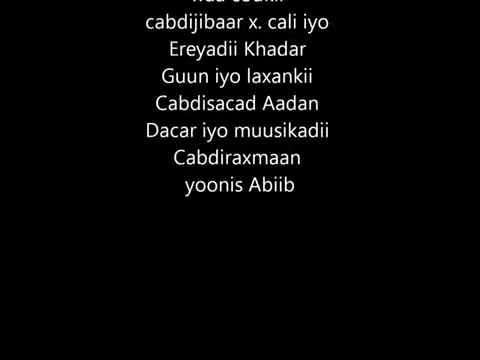 cabdijibaar x. cali iyo
Ereyadii Khadar
Guun iyo laxankii
Cabdisacad Aadan
Dacar iyo muusikadii
Cabdiraxmaan
yoonis Abiib